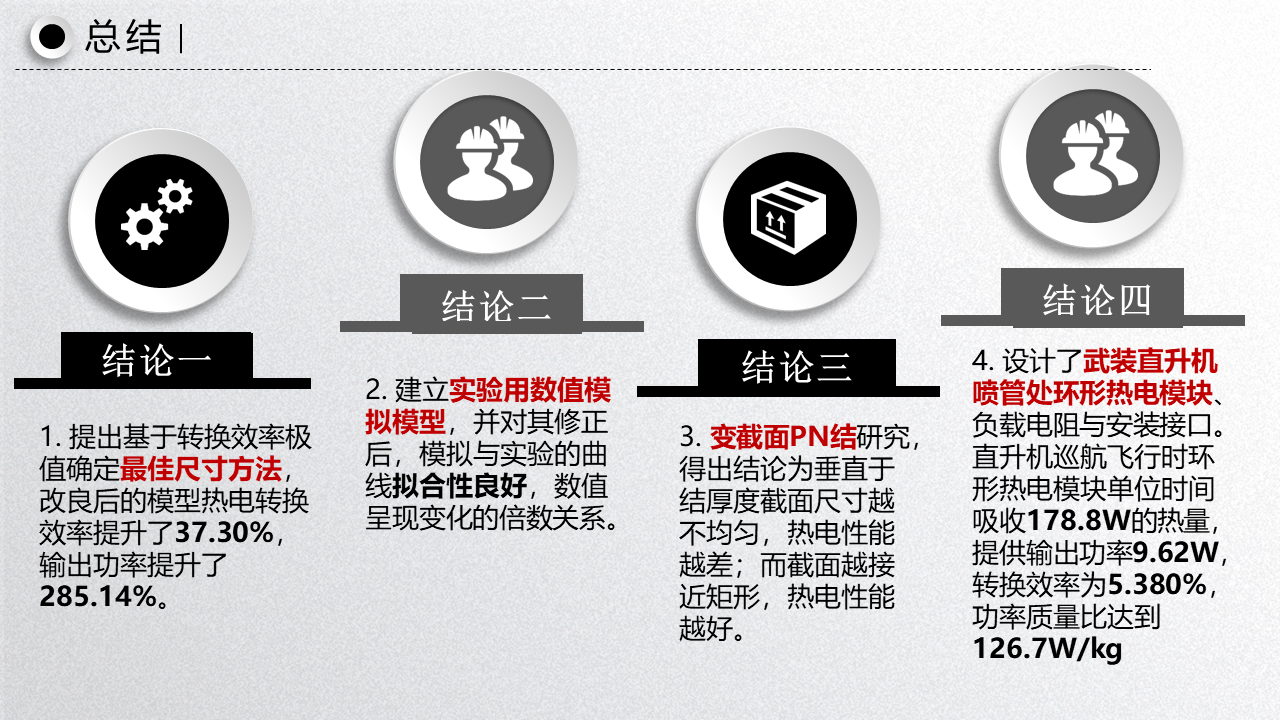 总结
结论一
1. 提出基于转换效率极
值确定最佳尺寸方法，
改良后的模型热电转换
效率提升了37.30%，
输出功率提升了
285.14%。
结论二
2. 建立实验用数值模
拟模型，并对其修正
后，模拟与实验的曲
线拟合性良好，数值
呈现变化的倍数关系。
结论三
3. 变截面PN结研究，
得出结论为垂直于
结厚度截面尺寸越
不均匀，热电性能
越差；而截面越接
近矩形，热电性能
越好。
结论四
4. 设计了武装直升机
喷管处环形热电模块、
负载电阻与安装接口。
直升机巡航飞行时环
形热电模块单位时间
吸收178.8W的热量，
提供输出功率9.62W，
转换效率为5.380%，
功率质量比达到
126.7W/kg